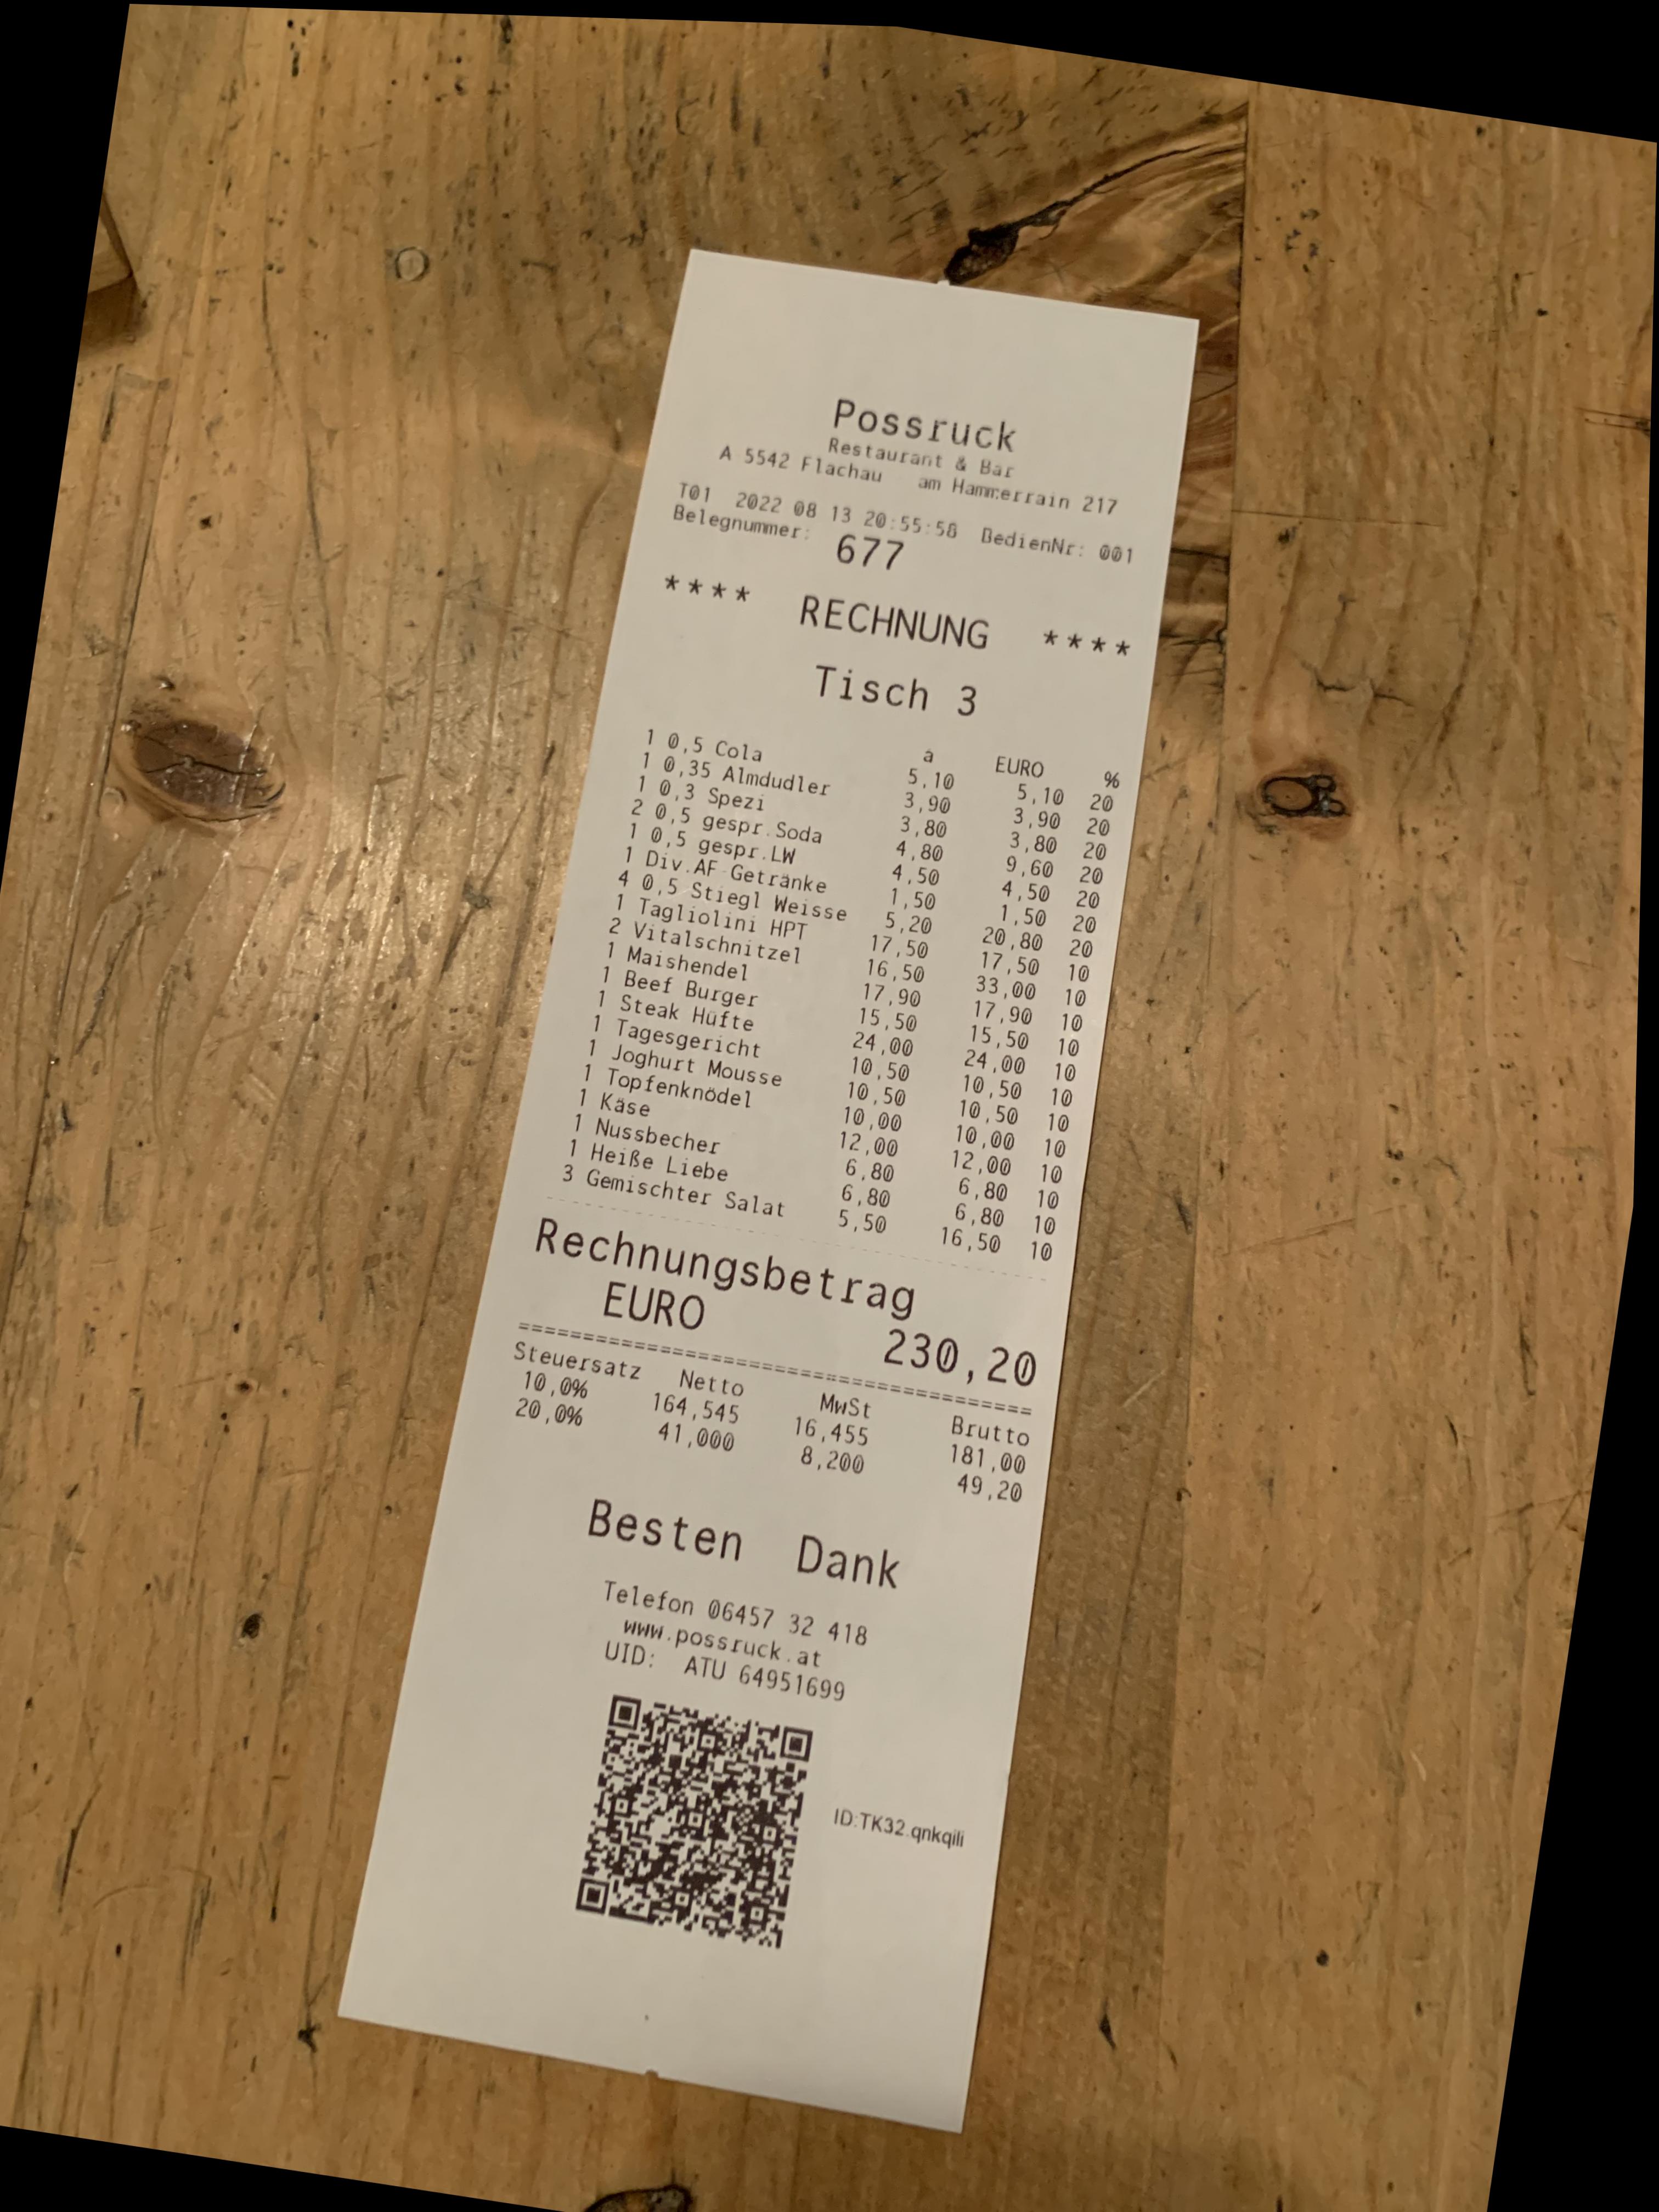 Possruck
Restaurant & Bar
A 5542 Flachau am Hammerrain 217
T01 2022 08 13 20:55:58 BedienNr: 001
Belegnummer: 677
**** RECHNUNG ****
Tisch 3
a EURO %
1 0,5 Cola 5,10 5,10 20
1 0,35 Almdudler 3,90 3,90 20
1 0,3 Spezi 3,80 3,80 20
2 0,5 gespr.Soda 4,80 9,60 20
1 0,5 gespr.LW 4,50 4,50 20
1 Div.AF Getränke 1,50 1,50 20
4 0,5 Stiegl Weisse 5,20 20,80 20
1 Tagliolini HPT 17,50 17,50 10
2 Vitalschnitzel 16,50 33,00 10
1 Maishendel 17,90 17,90 10
1 Beef Burger 15,50 15,50 10
1 Steak Hüfte 24,00 24,00 10
1 Tagesgericht 10,50 10,50 10
1 Joghurt Mousse 10,50 10,50 10
1 Topfenknödel 10,00 10,00 10
1 Käse 12,00 12,00 10
1 Nussbecher 6,80 6,80 10
1 Heiße Liebe 6,80 6,80 10
3 Gemischter Salat 5,50 16,50 10
Rechnungsbetrag
EURO 230,20
Steuersatz Netto MwSt Brutto
10,0% 164,545 16,455 181,00
20,0% 41,000 8,200 49,20
Besten Dank
Telefon 06457 32 418
www.possruck.at
UID: ATU 64951699
ID:TK32.qnkqili